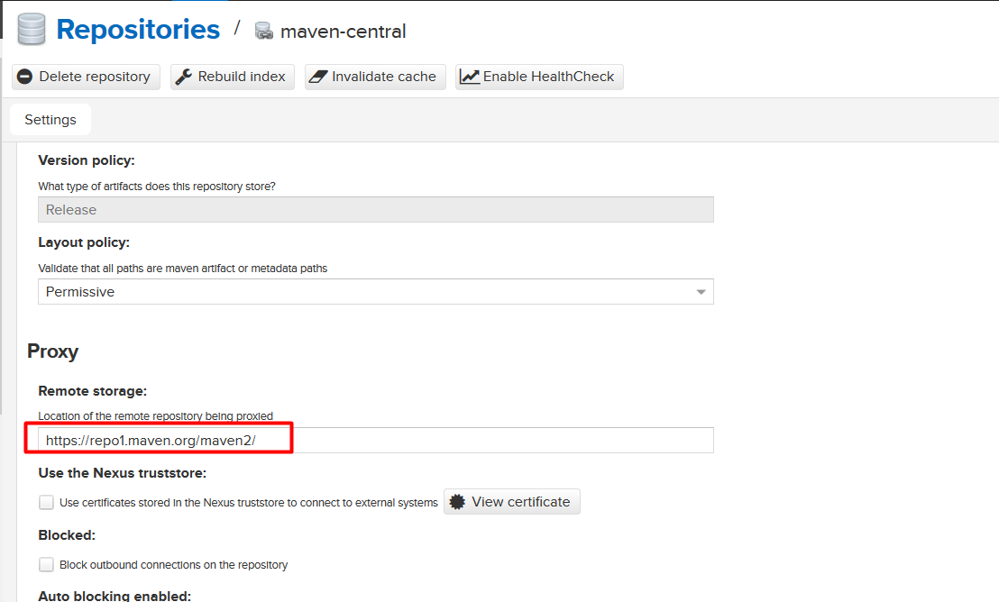 Repositories / maven-central
Delete repository Rebuild index Invalidate cache Enable HealthCheck
Settings
Version policy:
What type of artifacts does this repository store?
Release
Layout policy:
Validate that all paths are maven artifact or metadata paths
Permissive
Proxy
Remote storage:
Location of the remote repository being proxied
https://repo1.maven.org/maven2/
Use the Nexus truststore:
Use certificates stored in the Nexus truststore to connect to external systems View certificate
Blocked:
Block outbound connections on the repository
Auto blocking enabled: